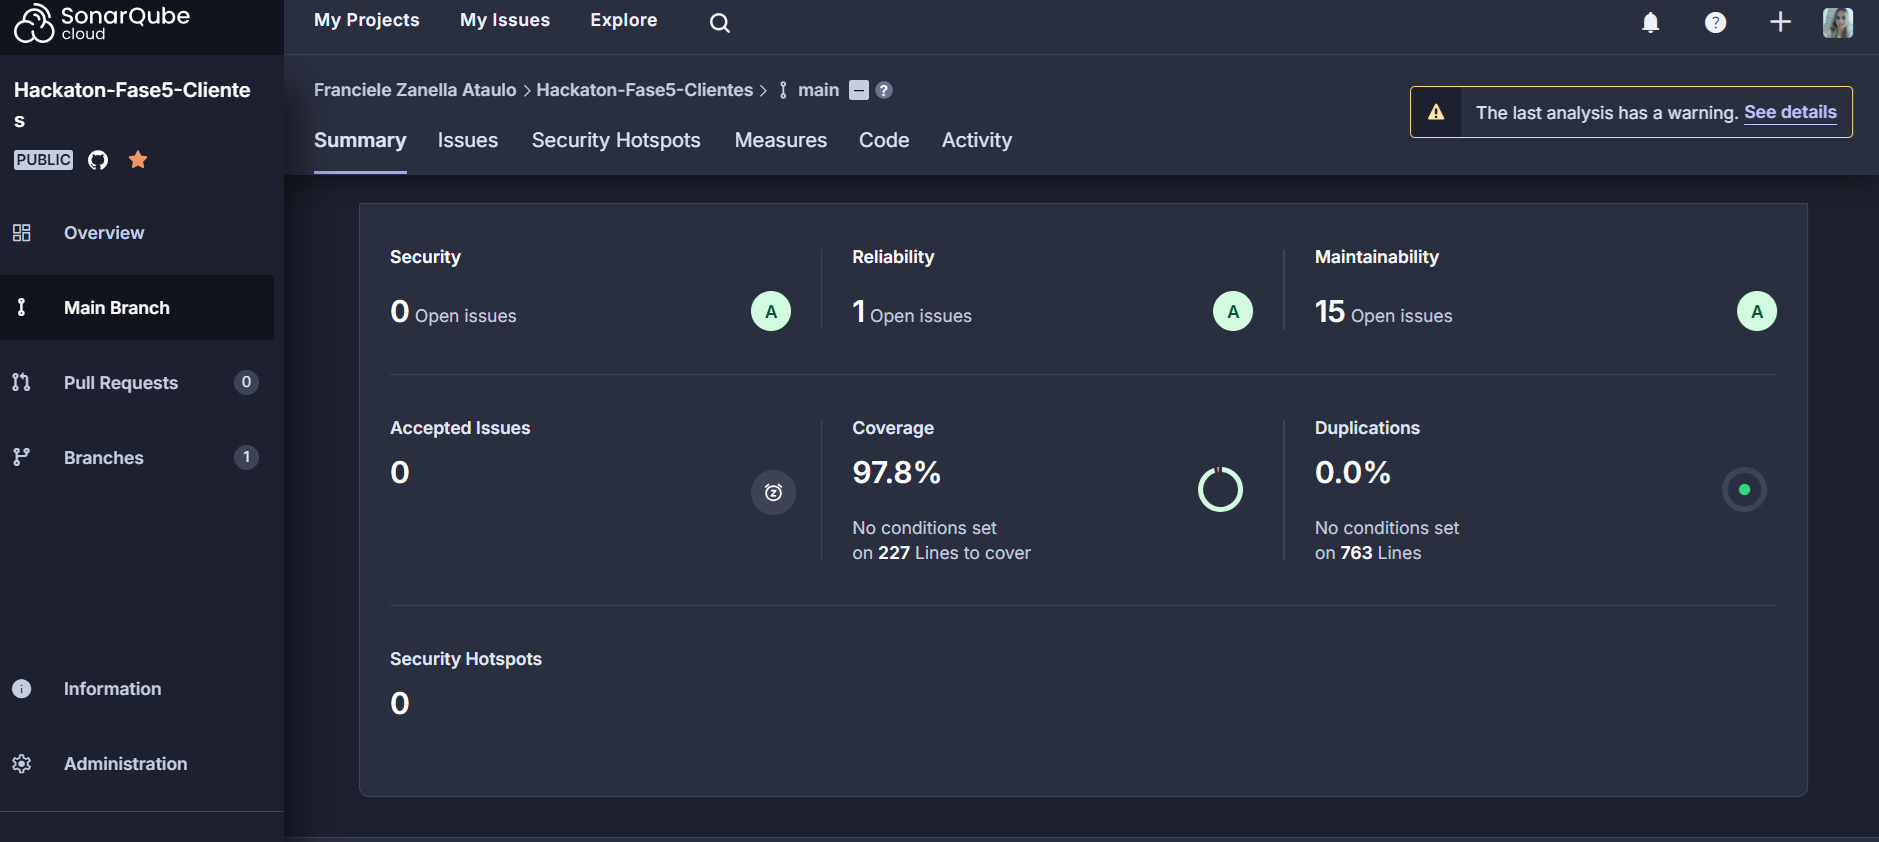 SonarQube
cloud
My Projects
My Issues
Explore
?
Hackaton-Fase5-Cliente
s
PUBLIC
Franciele Zanella Ataulo > Hackaton-Fase5-Clientes > main
?
The last analysis has a warning. See details
Summary
Issues
Security Hotspots
Measures
Code
Activity
Overview
Main Branch
Pull Requests
0
Branches
1
Information
Administration
Security
0 Open issues
A
Reliability
1 Open issues
A
Maintainability
15 Open issues
A
Accepted Issues
0
Coverage
97.8%
No conditions set
on 227 Lines to cover
Duplications
0.0%
No conditions set
on 763 Lines
Security Hotspots
0